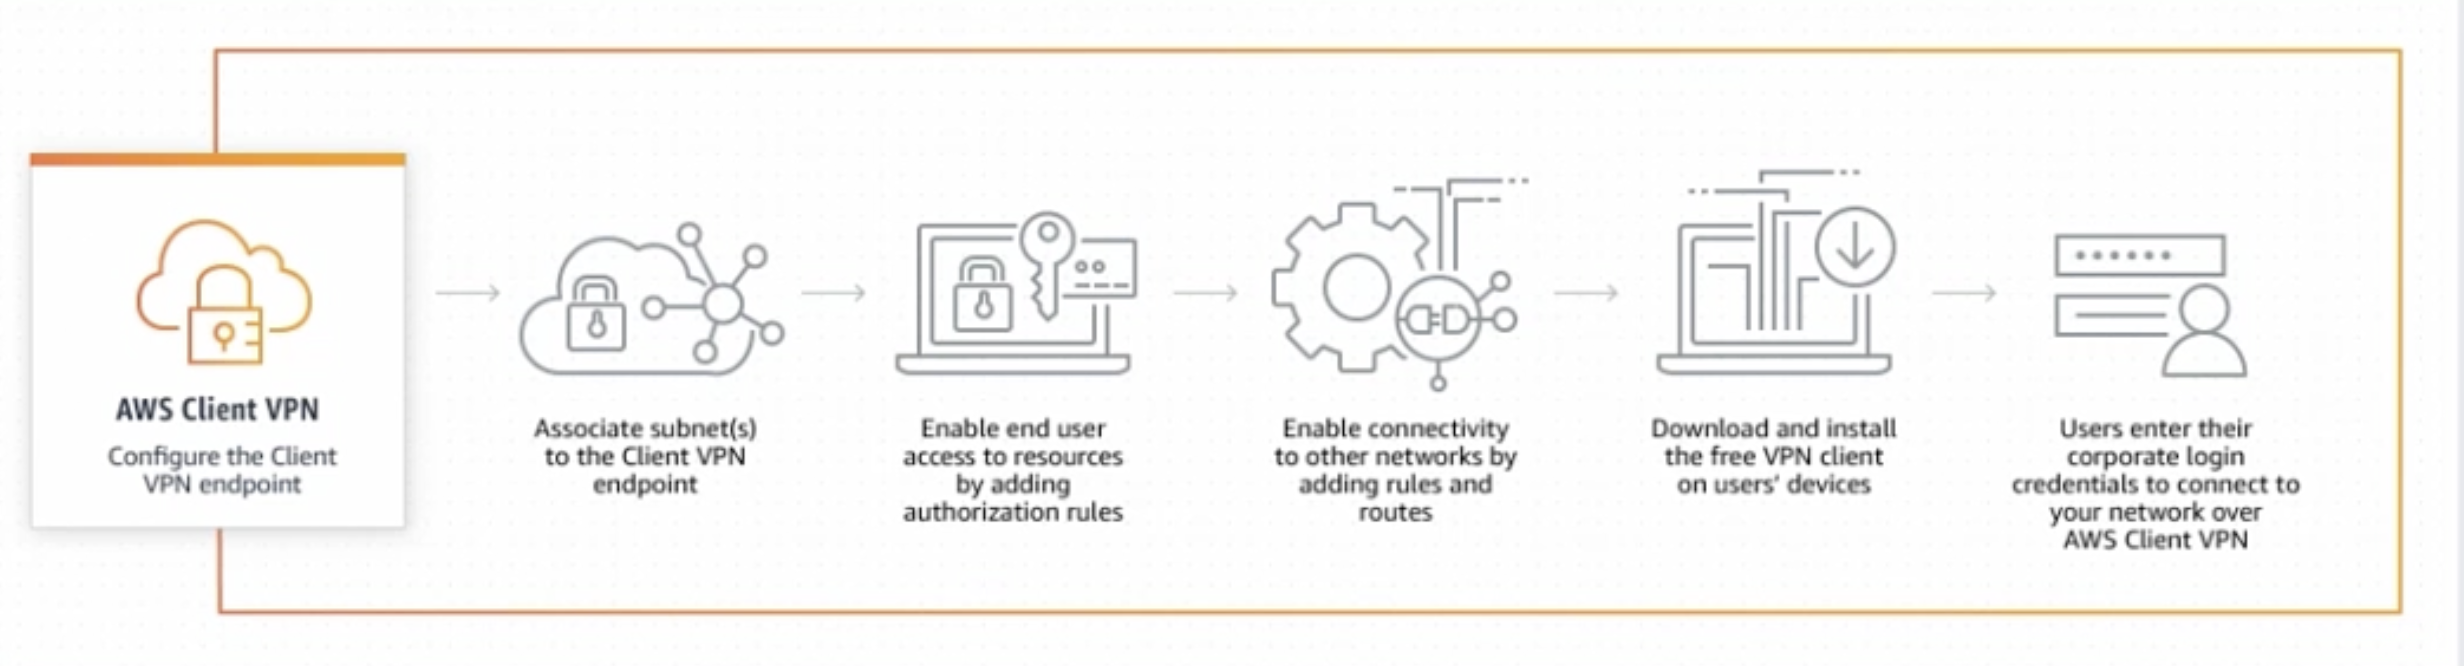 AWS Client VPN
Configure the Client
VPN endpoint
Associate subnet(s)
to the Client VPN
endpoint
Enable end user
access to resources
by adding
authorization rules
Enable connectivity
to other networks by
adding rules and
routes
Download and install
the free VPN client
on users' devices
Users enter their
corporate login
credentials to connect to
your network over
AWS Client VPN